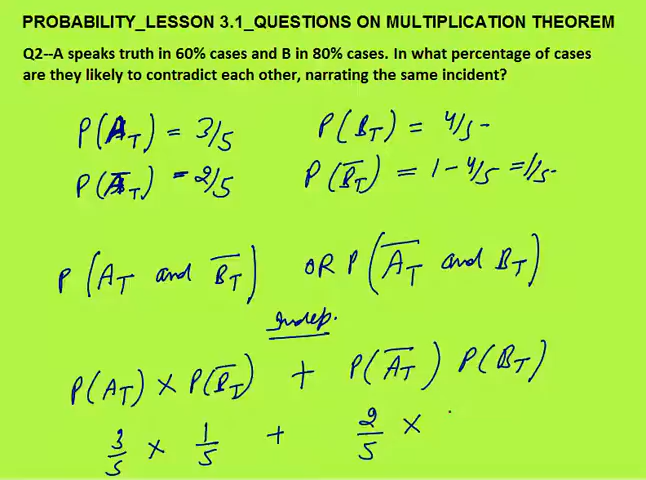 PROBABILITY_LESSON 3.1_QUESTIONS ON MULTIPLICATION THEOREM
Q2--A speaks truth in 60% cases and B in 80% cases. In what percentage of cases
are they likely to contradict each other, narrating the same incident?
P(A_T) = 3/5 P(B_T) = 4/5
P(A̅_T) = 2/5 P(B̅_T) = 1 - 4/5 = 1/5
P(A_T and B̅_T) OR P(A̅_T and B_T)
Indep.
P(A_T) × P(B̅_T) + P(A̅_T) P(B_T)
3/5 × 1/5 + 2/5 ×